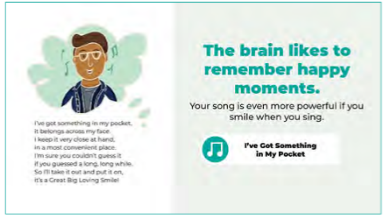 I've got something in my pocket,
It belongs across my face.
I keep it very close at hand,
In a most convenient place.
I'm sure you couldn't guess it
If you guessed a long, long while.
So I'll take it out and put it on,
It's a Great Big Loving Smile!
The brain likes to
remember happy
moments.
Your song is even more powerful if you
smile when you sing.
I've Got Something
in My Pocket